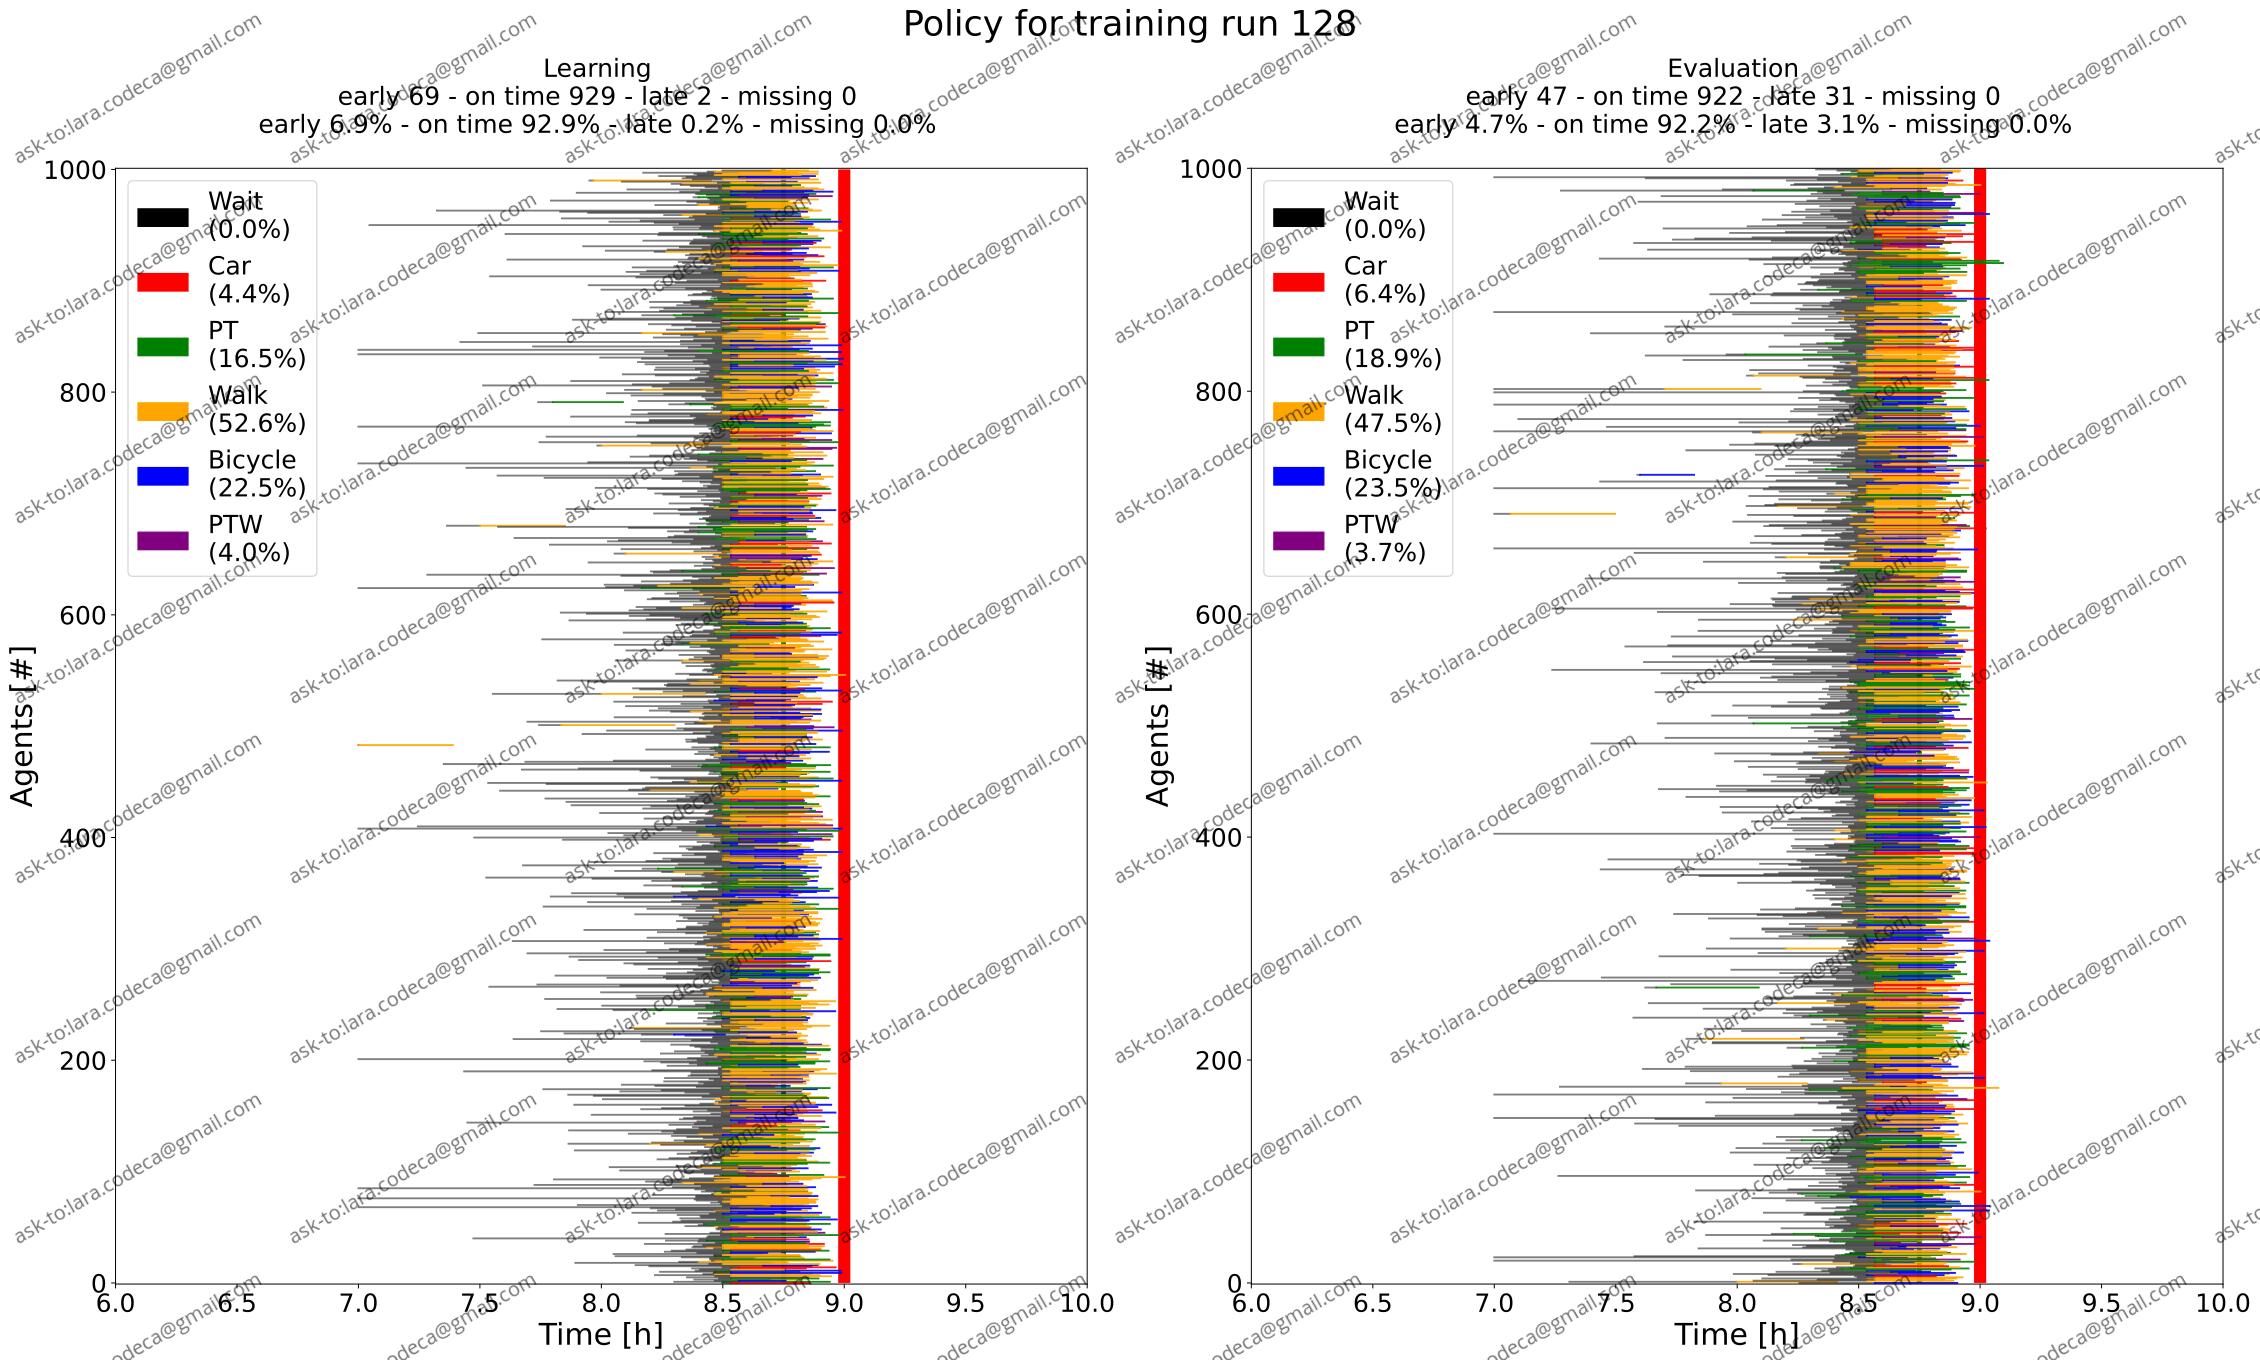 Policy for training run 128
Learning
early 69 - on time 929 - late 2 - missing 0
early 6.9% - on time 92.9% - late 0.2% - missing 0.0%
1000
800
600
400
200
0
Agents [#]
Wait
(0.0%)
Car
(4.4%)
PT
(16.5%)
Walk
(52.6%)
Bicycle
(22.5%)
PTW
(4.0%)
6.0 6.5 7.0 7.5 8.0 8.5 9.0 9.5 10.0
Time [h]
Evaluation
early 47 - on time 922 - late 31 - missing 0
early 4.7% - on time 92.2% - late 3.1% - missing 0.0%
1000
800
600
400
200
0
Agents [#]
Wait
(0.0%)
Car
(6.4%)
PT
(18.9%)
Walk
(47.5%)
Bicycle
(23.5%)
PTW
(3.7%)
6.0 6.5 7.0 7.5 8.0 8.5 9.0 9.5 10.0
Time [h]
ask-to:lara.codeca@gmail.com